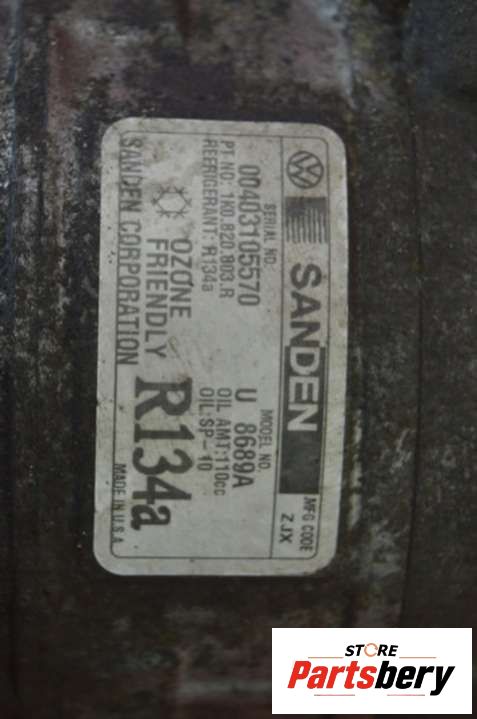 SANDEN
MFG CODE
ZJX
SERIAL NO.
MODEL NO.
00403105570
U 8689A
PT-NO: 1K0.820.803.R
OIL AMT:110cc
REFRIGERANT: R134a
OIL:SP-10
OZONE
FRIENDLY
R134a
SANDEN CORPORATION
MADE IN U.S.A.
STORE
Partsbery